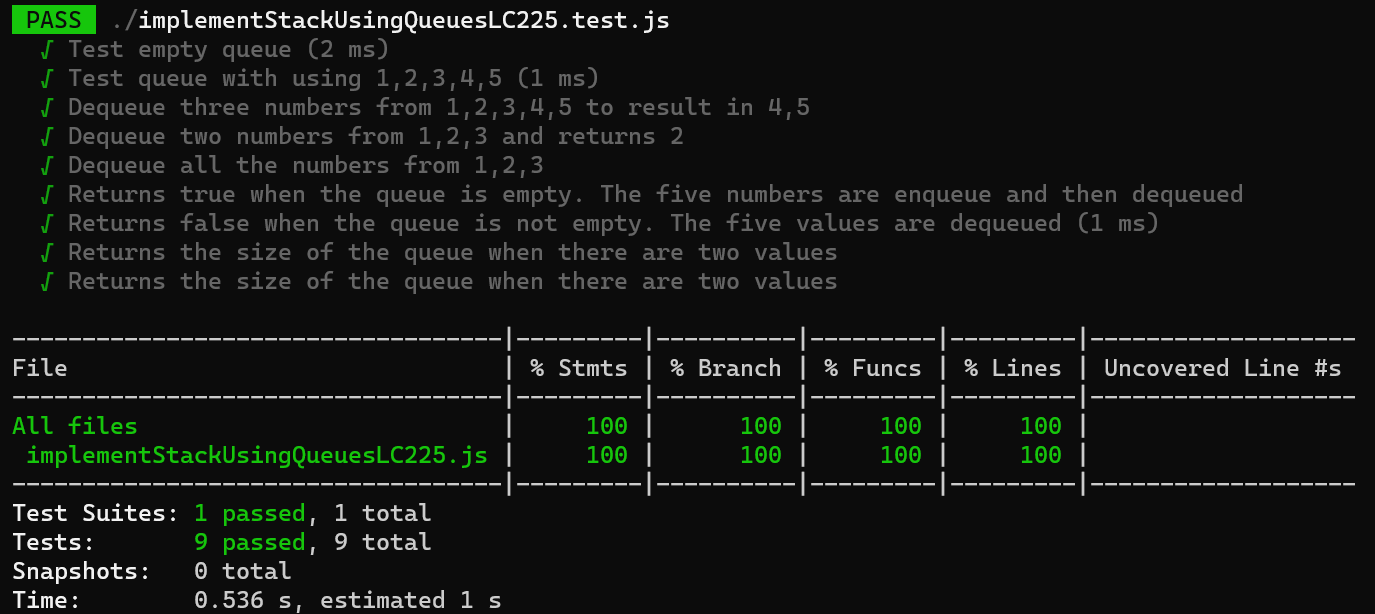 PASS ./implementStackUsingQueuesLC225.test.js
√ Test empty queue (2 ms)
√ Test queue with using 1,2,3,4,5 (1 ms)
√ Dequeue three numbers from 1,2,3,4,5 to result in 4,5
√ Dequeue two numbers from 1,2,3 and returns 2
√ Dequeue all the numbers from 1,2,3
√ Returns true when the queue is empty. The five numbers are enqueue and then dequeued
√ Returns false when the queue is not empty. The five values are dequeued (1 ms)
√ Returns the size of the queue when there are two values
√ Returns the size of the queue when there are two values
-----------------------------------|---------|----------|---------|---------|-------------------
File                               | % Stmts | % Branch | % Funcs | % Lines | Uncovered Line #s
-----------------------------------|---------|----------|---------|---------|-------------------
All files                          |     100 |      100 |     100 |     100 |
 implementStackUsingQueuesLC225.js |     100 |      100 |     100 |     100 |
-----------------------------------|---------|----------|---------|---------|-------------------
Test Suites: 1 passed, 1 total
Tests:       9 passed, 9 total
Snapshots:   0 total
Time:        0.536 s, estimated 1 s